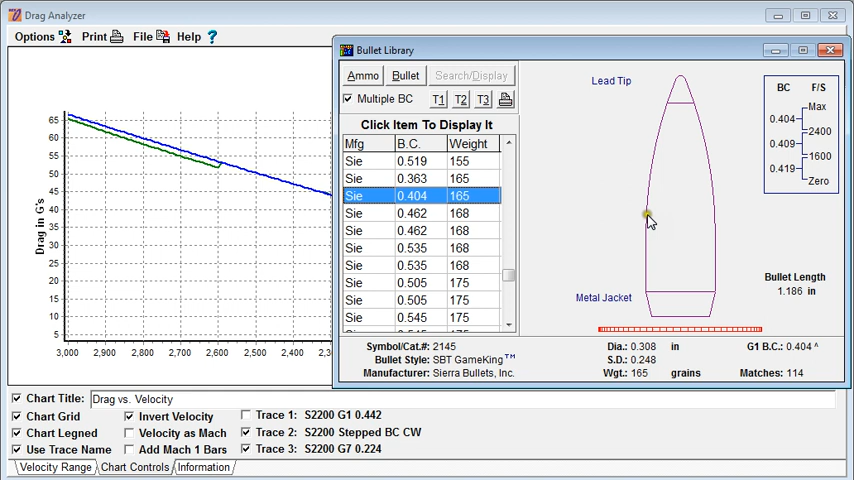 Drag Analyzer
Options Print File Help ?
65
60
55
50
45
40
35
30
25
20
15
10
5
Drag in G's
3,000 2,900 2,800 2,700 2,600 2,500 2,400
Chart Title: Drag vs. Velocity
Chart Grid Invert Velocity Trace 1: S2200 G1 0.442
Chart Legned Velocity as Mach Trace 2: S2200 Stepped BC CW
Use Trace Name Add Mach 1 Bars Trace 3: S2200 G7 0.224
Velocity Range Chart Controls Information
Bullet Library
Ammo Bullet Search/Display
Multiple BC T1 T2 T3
Click Item To Display It
Mfg B.C. Weight
Sie 0.519 155
Sie 0.363 165
Sie 0.404 165
Sie 0.462 168
Sie 0.462 168
Sie 0.535 168
Sie 0.535 168
Sie 0.505 175
Sie 0.505 175
Sie 0.545 175
Lead Tip
Metal Jacket
BC F/S
Max
0.404
2400
0.409
1600
0.419
Zero
Bullet Length
1.186 in
Symbol/Cat.#: 2145 Dia.: 0.308 in G1 B.C.: 0.404 ^
Bullet Style: SBT GameKing™ S.D.: 0.248
Manufacturer: Sierra Bullets, Inc. Wgt.: 165 grains Matches: 114